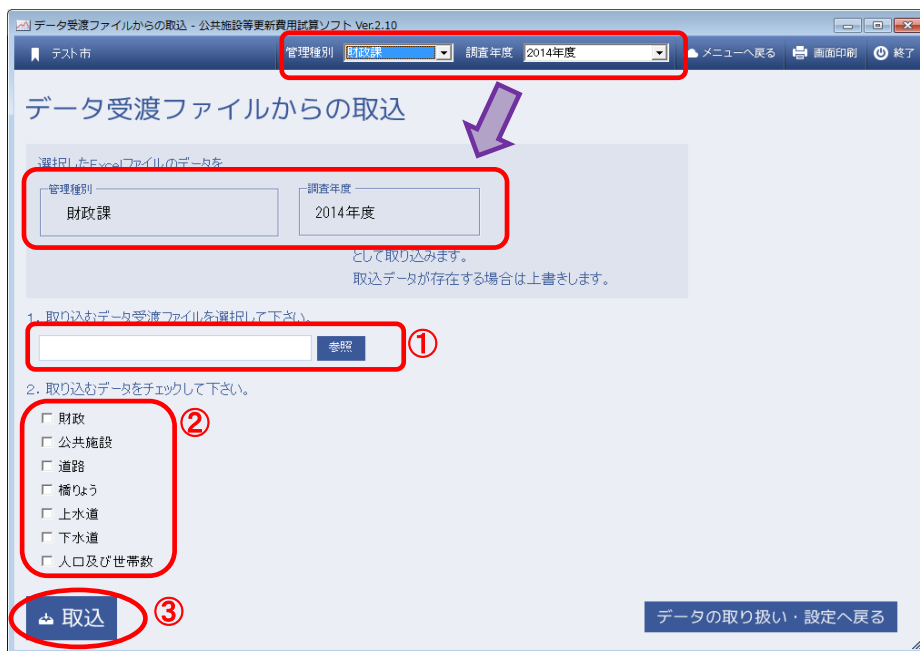 データ受渡ファイルからの取込 - 公共施設等更新費用試算ソフト Ver.2.10
テスト市 管理種別 財政課 調査年度 2014年度 メニューへ戻る 画面印刷 終了
データ受渡ファイルからの取込
選択したExcelファイルのデータを
管理種別 調査年度
財政課 2014年度
として取り込みます。
取込データが存在する場合は上書きします。
1. 取り込むデータ受渡ファイルを選択して下さい。
参照 ①
2. 取り込むデータをチェックして下さい。
財政 ②
公共施設
道路
橋りょう
上水道
下水道
人口及び世帯数
取込 ③ データの取り扱い・設定へ戻る